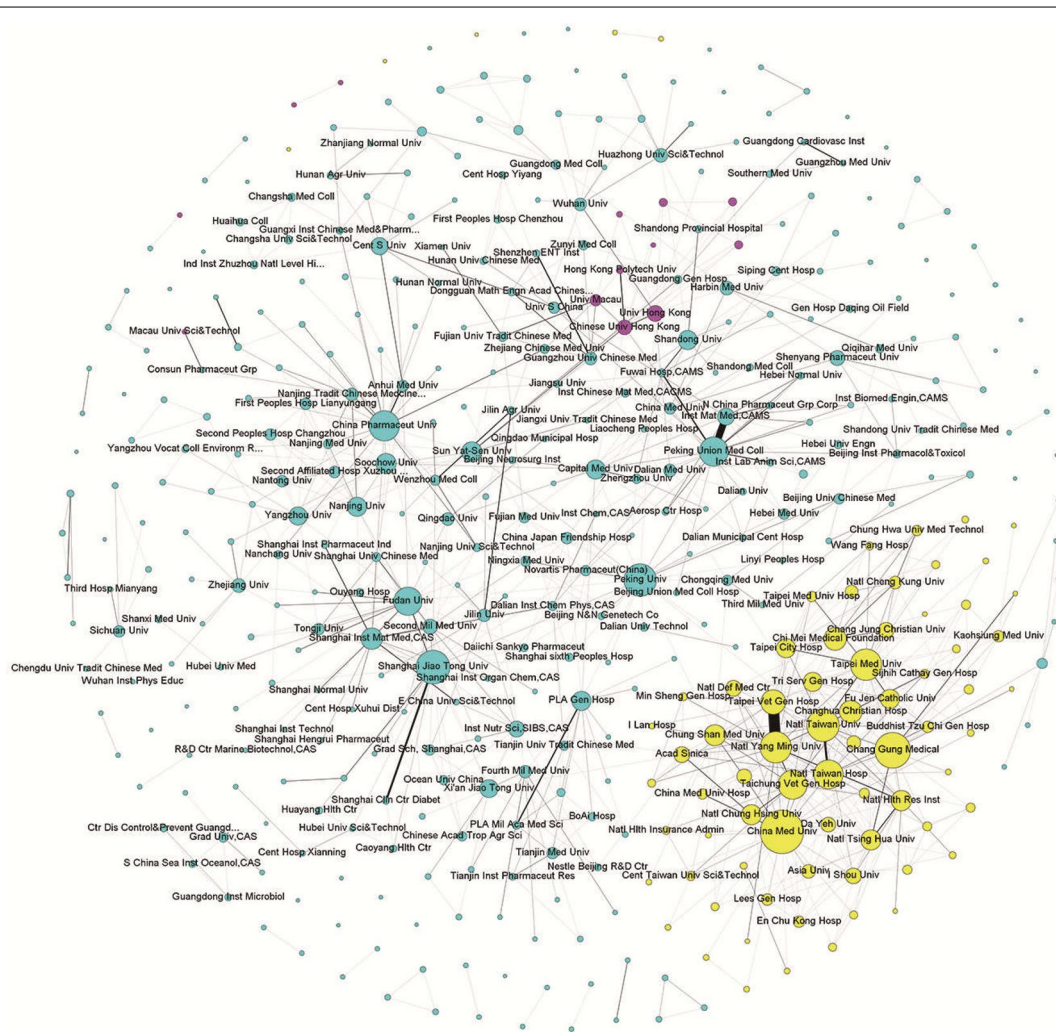 Zhanjiang Normal Univ
Huazhong Univ Sci&Technol
Guangdong Cardiovasc Inst
Guangdong Med Coll
Guangzhou Med Univ
Hunan Agr Univ
Cent Hosp Yiyang
Southern Med Univ
Changsha Med Coll
Wuhan Univ
Huaihua Coll
First Peoples Hosp Chenzhou
Guangxi Inst Chinese Med&Pharm...
Shandong Provincial Hospital
Changsha Univ Sci&Technol
Cent S Univ
Xiamen Univ
Zunyi Med Coll
Shenzhen ENT Inst
Hunan Univ Chinese Med
Ind Inst Zhuzhou Natl Level Hi...
Hong Kong Polytech Univ
Siping Cent Hosp
Guangdong Gen Hosp
Hunan Normal Univ
Dongguan Math Engn Acad Chines...
Harbin Med Univ
Univ Macau
Univ S China
Univ Hong Kong
Gen Hosp Daqing Oil Field
Chinese Univ Hong Kong
Macau Univ Sci&Technol
Fujian Univ Tradit Chinese Med
Shandong Univ
Zhejiang Chinese Med Univ
Qiqihar Med Univ
Guangzhou Univ Chinese Med
Shenyang Pharmaceut Univ
Consun Pharmaceut Grp
Fuwai Hosp,CAMS
Shandong Med Coll
Hebei Normal Univ
Anhui Med Univ
Jiangsu Univ
Nanjing Tradit Chinese Medcine...
Inst Chinese Mat Med,CACMS
Inst Biomed Engin,CAMS
First Peoples Hosp Lianyungang
N China Pharmaceut Grp Corp
Jilin Agr Univ
China Med Univ
Inst Mat Med,CAMS
Jiangxi Univ Tradit Chinese Med
China Pharmaceut Univ
Liaocheng Peoples Hosp
Shandong Univ Tradit Chinese Med
Second Peoples Hosp Changzhou
Qingdao Municipal Hosp
Nanjing Med Univ
Hebei Univ Engn
Yangzhou Vocat Coll Environm R...
Sun Yat-Sen Univ
Peking Union Med Coll
Beijing Inst Pharmacol&Toxicol
Beijing Neurosurg Inst
Soochow Univ
Inst Lab Anim Sci,CAMS
Second Affiliated Hosp Xuzhou ...
Capital Med Univ
Dalian Med Univ
Nantong Univ
Wenzhou Med Coll
Zhengzhou Univ
Dalian Univ
Beijing Univ Chinese Med
Nanjing Univ
Yangzhou Univ
Qingdao Univ
Fujian Med Univ
Inst Chem,CAS
Aerosp Ctr Hosp
Hebei Med Univ
Chung Hwa Univ Med Technol
China Japan Friendship Hosp
Dalian Municipal Cent Hosp
Shanghai Inst Pharmaceut Ind
Wang Fang Hosp
Nanchang Univ
Shanghai Univ Chinese Med
Nanjing Univ Sci&Technol
Ningxia Med Univ
Linyi Peoples Hosp
Novartis Pharmaceut(China)
Peking Univ
Chongqing Med Univ
Natl Cheng Kung Univ
Third Hosp Mianyang
Zhejiang Univ
Ouyang Hosp
Beijing Union Med Coll Hosp
Taipei Med Univ Hosp
Fudan Univ
Dalian Inst Chem Phys,CAS
Third Mil Med Univ
Shanxi Med Univ
Jilin Univ
Beijing N&N Genetech Co
Sichuan Univ
Tongji Univ
Second Mil Med Univ
Dalian Univ Technol
Chang Jung Christian Univ
Kaohsiung Med Univ
Shanghai Inst Mat Med,CAS
Chi Mei Medical Foundation
Daiichi Sankyo Pharmaceut
Taipei City Hosp
Shanghai sixth Peoples Hosp
Chengdu Univ Tradit Chinese Med
Hubei Univ Med
Shanghai Jiao Tong Univ
Taipei Med Univ
Wuhan Inst Phys Educ
Shanghai Inst Organ Chem,CAS
Sijhih Cathay Gen Hosp
Tri Serv Gen Hosp
Shanghai Normal Univ
Natl Def Med Ctr
E China Univ Sci&Technol
PLA Gen Hosp
Min Sheng Gen Hosp
Taipei Vet Gen Hosp
Fu Jen Catholic Univ
Cent Hosp Xuhui Dist
Changhua Christian Hosp
Shanghai Inst Technol
Inst Nutr Sci,SIBS,CAS
I Lan Hosp
Natl Taiwan Univ
Buddhist Tzu Chi Gen Hosp
Shanghai Hengrui Pharmaceut
Chung Shan Med Univ
R&D Ctr Marine Biotechnol,CAS
Grad Sch, Shanghai,CAS
Tianjin Univ Tradit Chinese Med
Natl Yang Ming Univ
Acad Sinica
Chang Gung Medical
Fourth Mil Med Univ
Natl Taiwan Hosp
Ocean Univ China
Xi'an Jiao Tong Univ
Taichung Vet Gen Hosp
China Med Univ Hosp
Shanghai Clin Ctr Diabet
Natl Hlth Res Inst
Huayang Hlth Ctr
Natl Chung Hsing Univ
BoAi Hosp
Ctr Dis Control&Prevent Guangd...
Hubei Univ Sci&Technol
PLA Mil Aca Med Sci
Da Yeh Univ
Grad Univ,CAS
Chinese Acad Trop Agr Sci
Natl Hlth Insurance Admin
China Med Univ
Natl Tsing Hua Univ
Caoyang Hlth Ctr
Cent Hosp Xianning
Tianjin Med Univ
S China Sea Inst Oceanol,CAS
Nestle Beijing R&D Ctr
Asia Univ
Tianjin Inst Pharmaceut Res
Cent Taiwan Univ Sci&Technol
I Shou Univ
Guangdong Inst Microbiol
Lees Gen Hosp
En Chu Kong Hosp